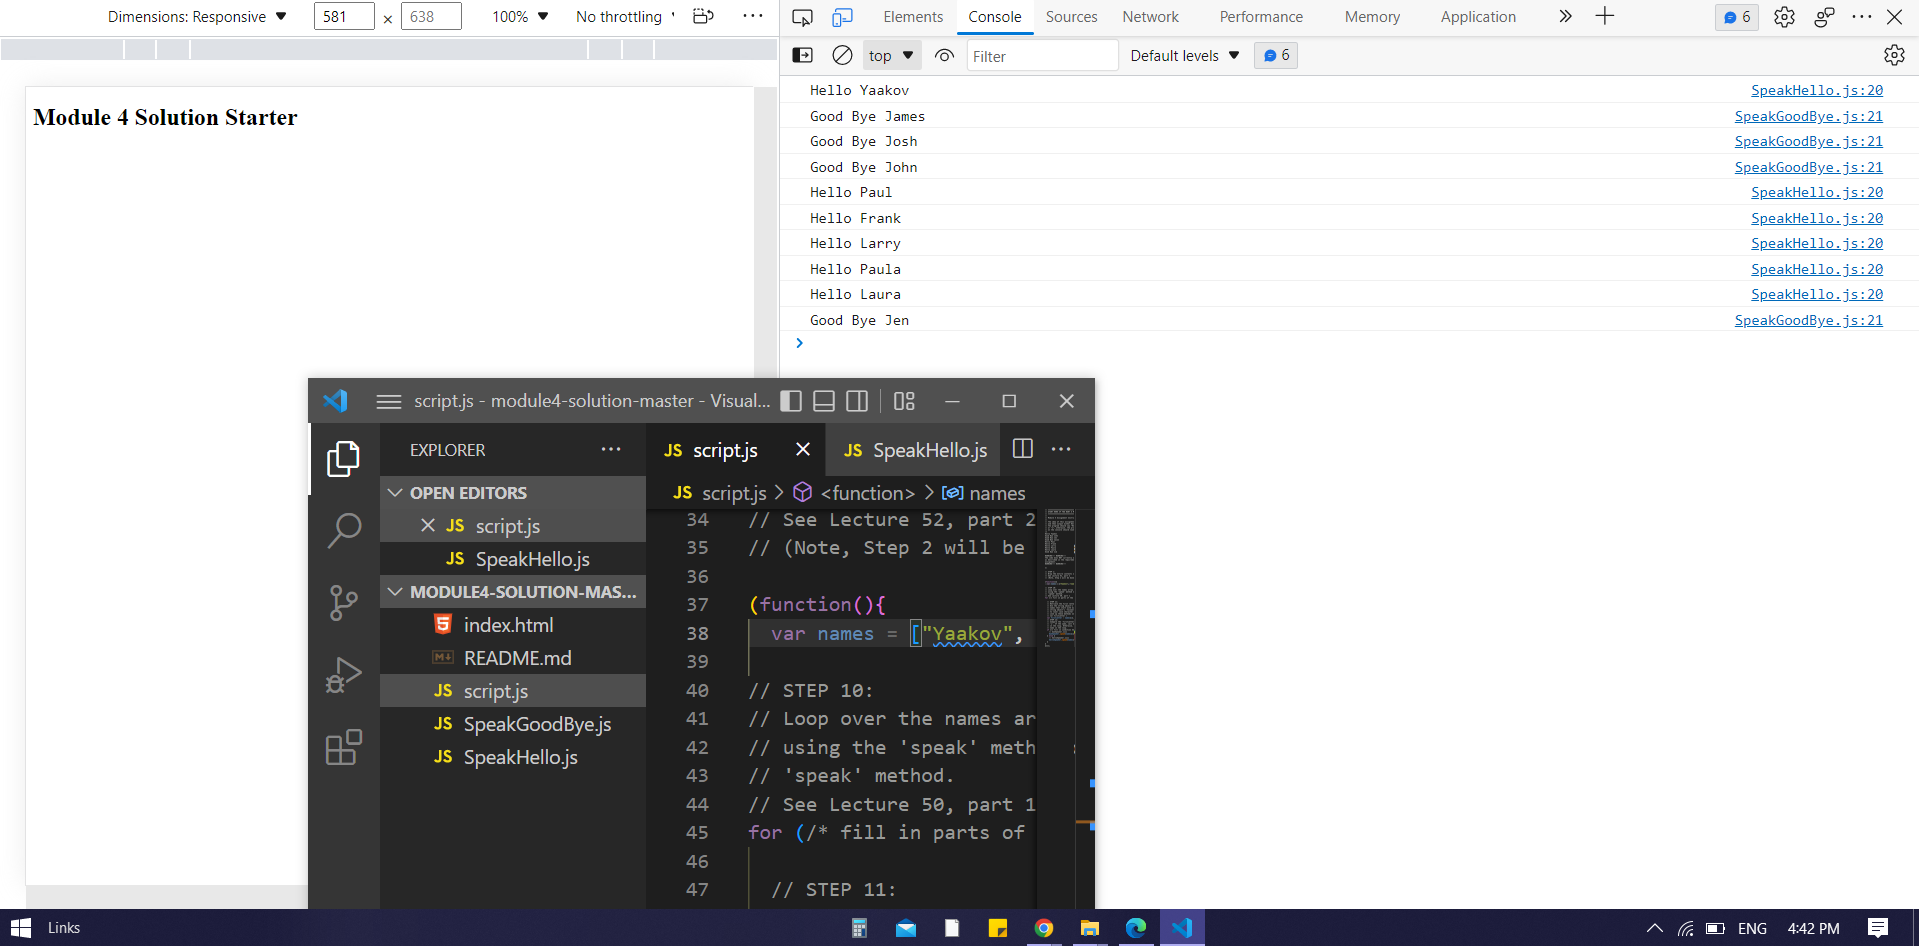 Dimensions: Responsive 581 × 638 100% No throttling
Elements Console Sources Network Performance Memory Application 6
top Filter Default levels 6
Module 4 Solution Starter
Hello Yaakov SpeakHello.js:20
Good Bye James SpeakGoodBye.js:21
Good Bye Josh SpeakGoodBye.js:21
Good Bye John SpeakGoodBye.js:21
Hello Paul SpeakHello.js:20
Hello Frank SpeakHello.js:20
Hello Larry SpeakHello.js:20
Hello Paula SpeakHello.js:20
Hello Laura SpeakHello.js:20
Good Bye Jen SpeakGoodBye.js:21
script.js - module4-solution-master - Visual...
EXPLORER
OPEN EDITORS
JS script.js
JS SpeakHello.js
MODULE4-SOLUTION-MAS...
index.html
README.md
JS script.js
JS SpeakGoodBye.js
JS SpeakHello.js
JS script.js JS SpeakHello.js
JS script.js > <function> > names
34 // See Lecture 52, part 2
35 // (Note, Step 2 will be
36
37 (function(){
38 var names = ["Yaakov",
39
40 // STEP 10:
41 // Loop over the names ar
42 // using the 'speak' meth
43 // 'speak' method.
44 // See Lecture 50, part 1
45 for (/* fill in parts of
46
47 // STEP 11:
Links ENG 4:42 PM